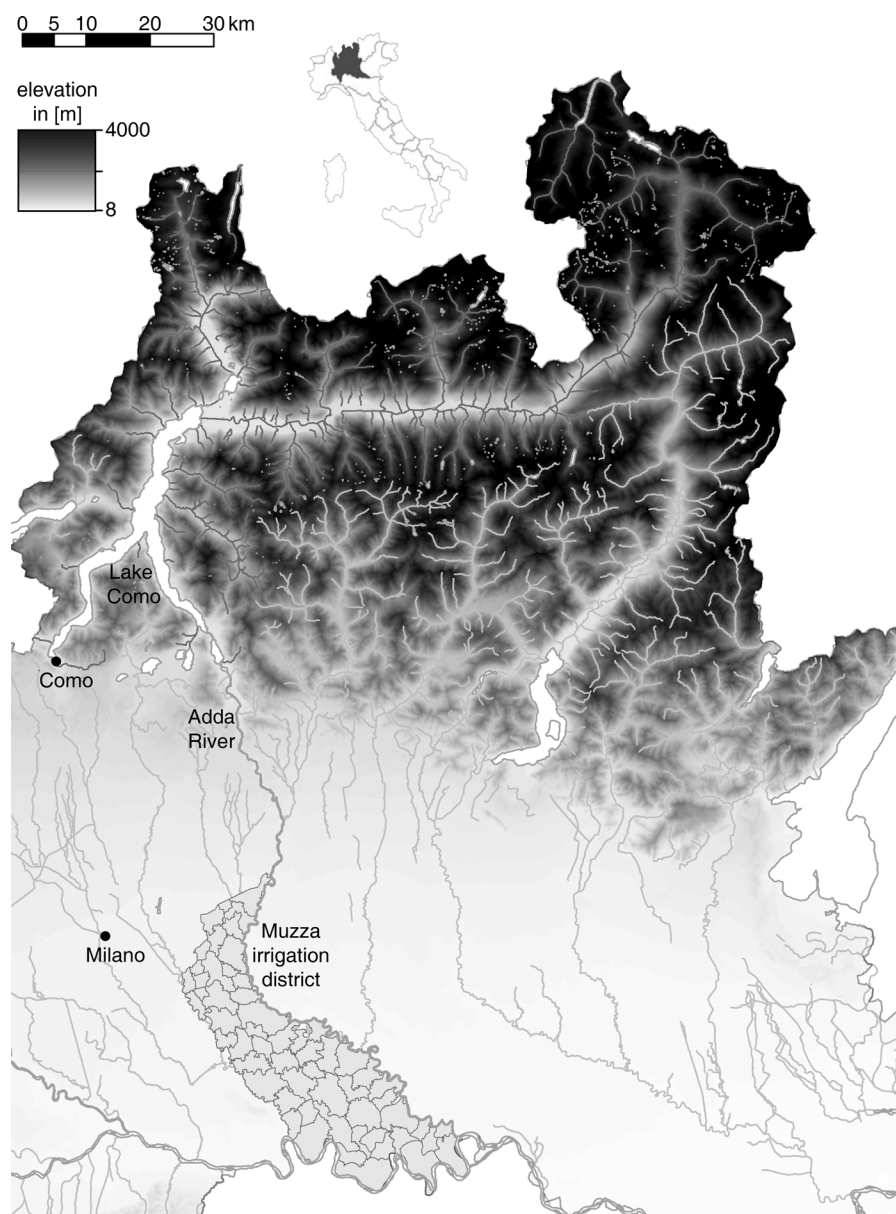 0 5 10 20 30 km
elevation
in [m]
4000
8
Lake
Como
Como
Adda
River
Muzza
irrigation
district
Milano